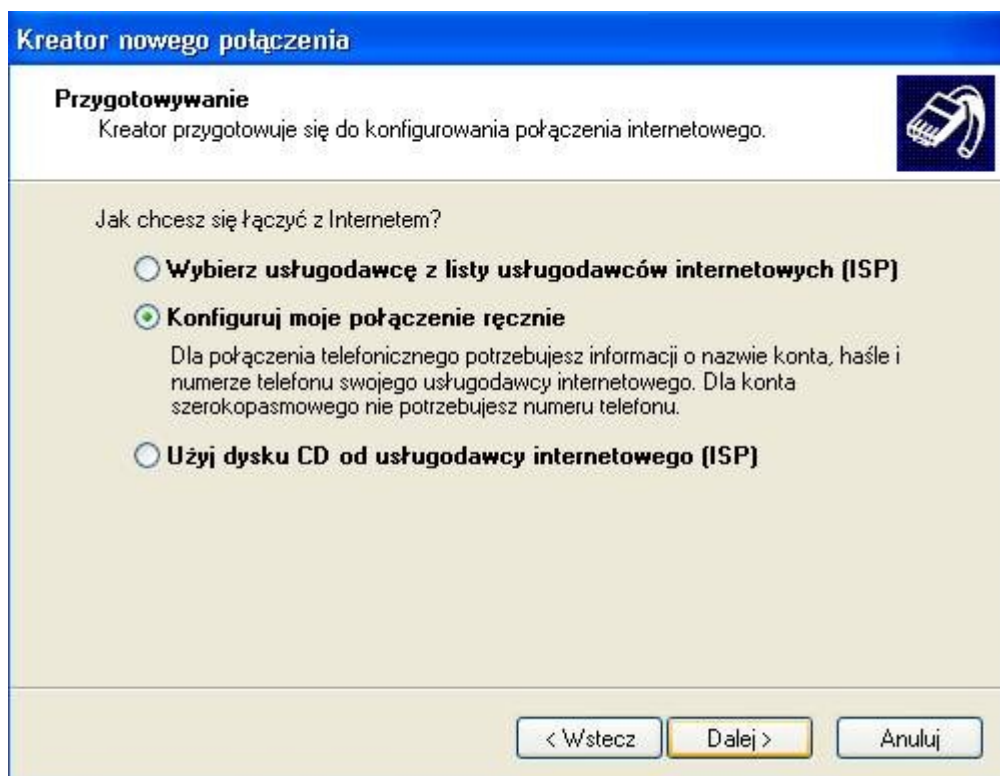 Kreator nowego połączenia
Przygotowywanie
Kreator przygotowuje się do konfigurowania połączenia internetowego.
Jak chcesz się łączyć z Internetem?
Wybierz usługodawcę z listy usługodawców internetowych (ISP)
Konfiguruj moje połączenie ręcznie
Dla połączenia telefonicznego potrzebujesz informacji o nazwie konta, haśle i
numerze telefonu swojego usługodawcy internetowego. Dla konta
szerokopasmowego nie potrzebujesz numeru telefonu.
Użyj dysku CD od usługodawcy internetowego (ISP)
< Wstecz Dalej > Anuluj